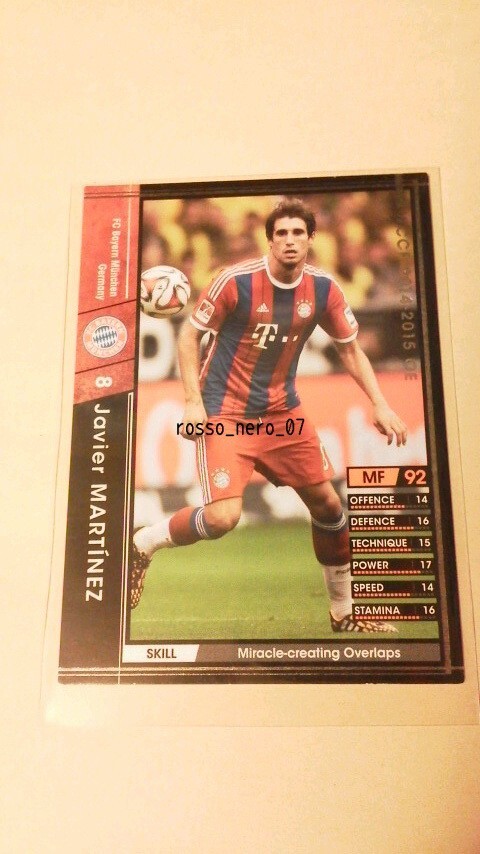 FC Bayern München
Germany
8 Javier MARTÍNEZ
2015
T
rosso_nero_07
MF 92
OFFENCE 14
DEFENCE 16
TECHNIQUE 15
POWER 17
SPEED 14
STAMINA 16
SKILL Miracle-creating Overlaps